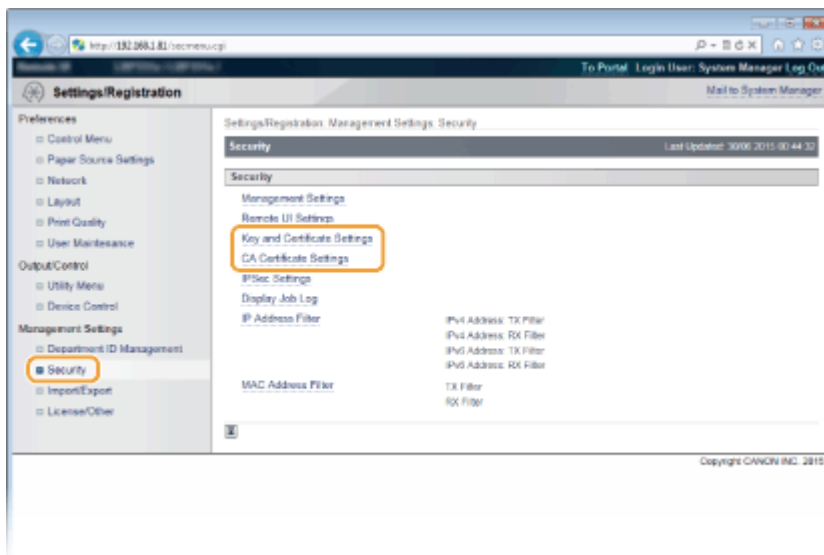 http://192.168.1.81/secmenu.cgi
To Portal Login User: System Manager Log Ou
Settings/Registration
Mail to System Manager
Preferences
Control Menu
Paper Source Settings
Network
Layout
Print Quality
User Maintenance
Output/Control
Utility Menu
Device Control
Management Settings
Department ID Management
Security
Import/Export
License/Other
Settings/Registration: Management Settings: Security
Security
Last Updated: 30/06 2015 00:44:32
Security
Management Settings
Remote UI Settings
Key and Certificate Settings
CA Certificate Settings
IPSec Settings
Display Job Log
IP Address Filter
IPv4 Address: TX Filter
IPv4 Address: RX Filter
IPv6 Address: TX Filter
IPv6 Address: RX Filter
MAC Address Filter
TX Filter
RX Filter
Copyright CANON INC. 2015